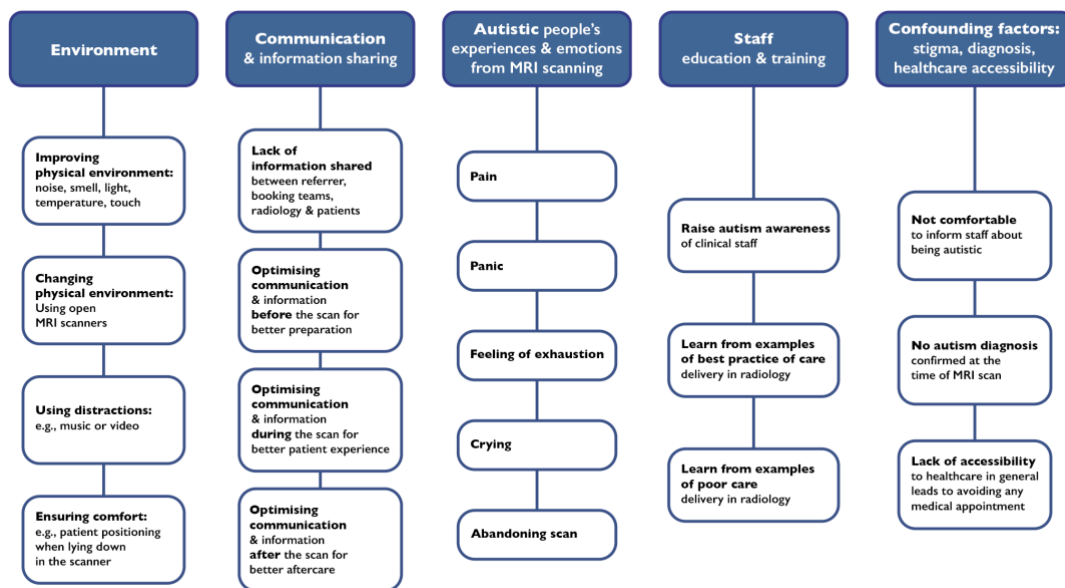 Environment
Improving
physical environment:
noise, smell, light,
temperature, touch
Changing
physical environment:
Using open
MRI scanners
Using distractions:
e.g., music or video
Ensuring comfort:
e.g., patient positioning
when lying down
in the scanner
Communication
& information sharing
Lack of
information shared
between referrer,
booking teams,
radiology & patients
Optimising
communication
& information
before the scan for
better preparation
Optimising
communication
& information
during the scan for
better patient experience
Optimising
communication
& information
after the scan for
better aftercare
Autistic people's
experiences & emotions
from MRI scanning
Pain
Panic
Feeling of exhaustion
Crying
Abandoning scan
Staff
education & training
Raise autism awareness
of clinical staff
Learn from examples
of best practice of care
delivery in radiology
Learn from examples
of poor care
delivery in radiology
Confounding factors:
stigma, diagnosis,
healthcare accessibility
Not comfortable
to inform staff about
being autistic
No autism diagnosis
confirmed at the
time of MRI scan
Lack of accessibility
to healthcare in general
leads to avoiding any
medical appointment